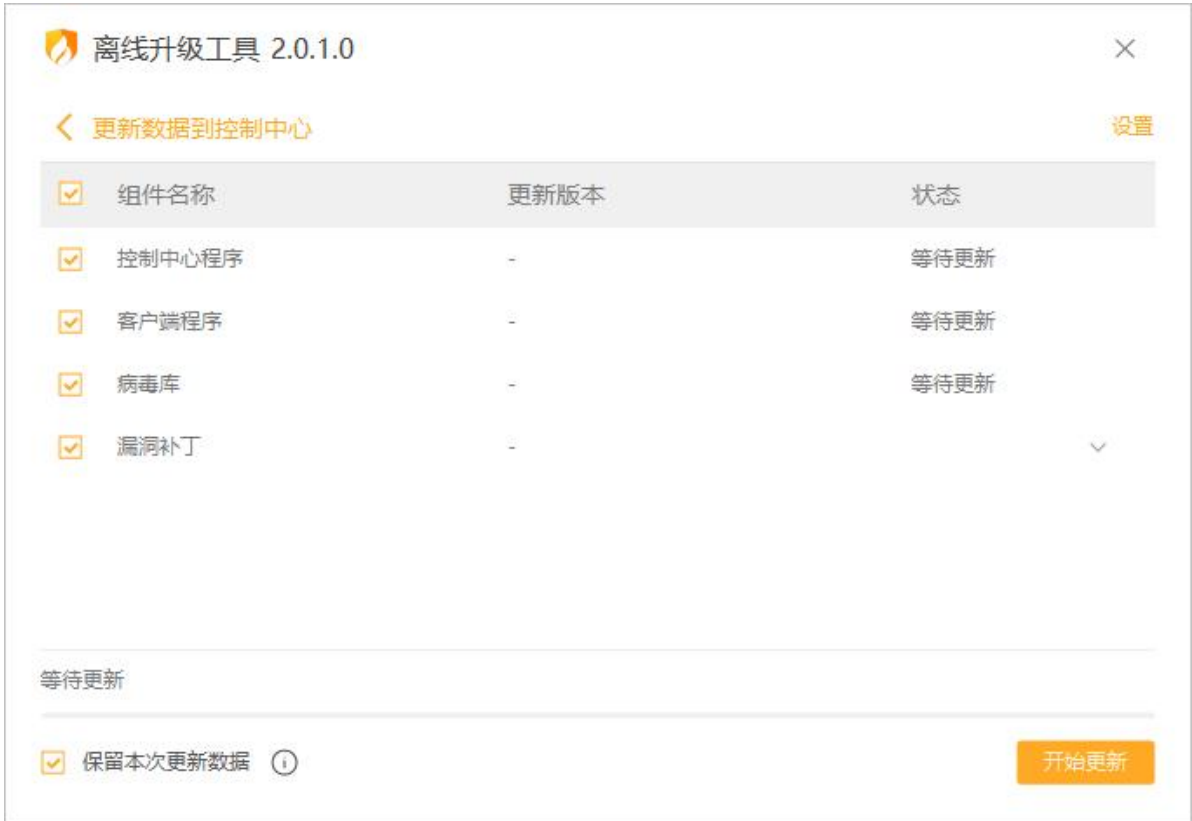 离线升级工具 2.0.1.0
更新数据到控制中心 设置
组件名称 更新版本 状态
控制中心程序 - 等待更新
客户端程序 - 等待更新
病毒库 - 等待更新
漏洞补丁 -
等待更新
保留本次更新数据 开始更新